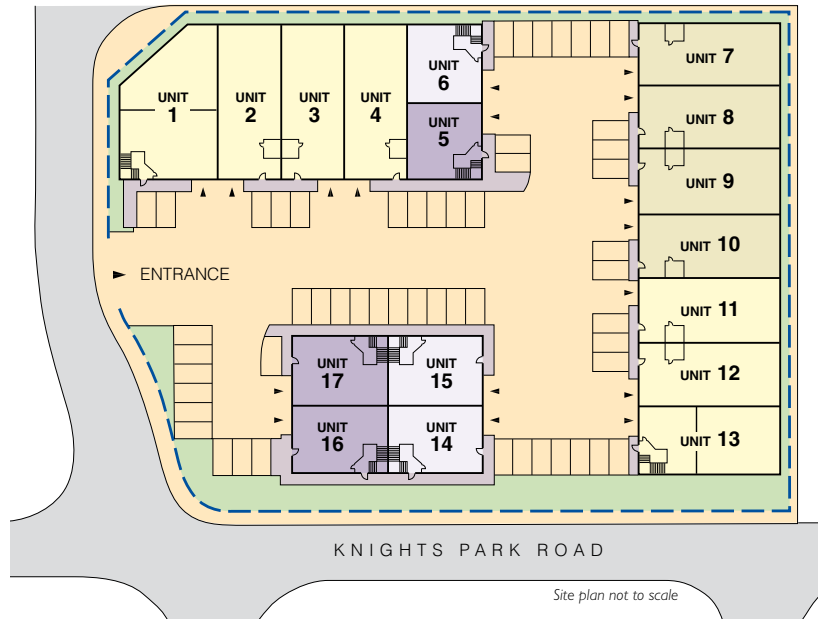 UNIT
1
UNIT
2
UNIT
3
UNIT
4
UNIT
6
UNIT
5
UNIT 7
UNIT 8
UNIT 9
UNIT 10
UNIT 11
UNIT 12
UNIT 13
ENTRANCE
UNIT
17
UNIT
15
UNIT
16
UNIT
14
KNIGHTS PARK ROAD
Site plan not to scale